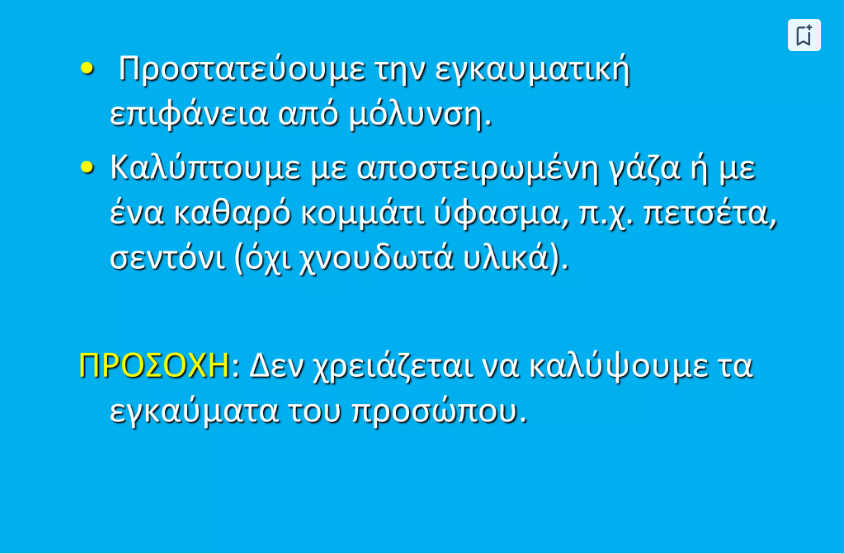 • Προστατεύουμε την εγκαυματική
επιφάνεια από μόλυνση.
• Καλύπτουμε με αποστειρωμένη γάζα ή με
ένα καθαρό κομμάτι ύφασμα, π.χ. πετσέτα,
σεντόνι (όχι χνουδωτά υλικά).
ΠΡΟΣΟΧΗ: Δεν χρειάζεται να καλύψουμε τα
εγκαύματα του προσώπου.